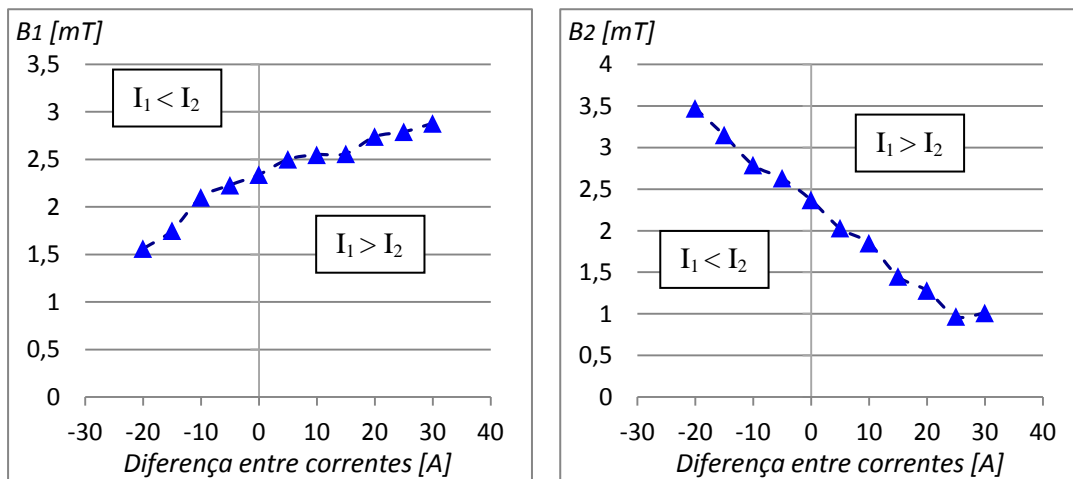 B1 [mT]
3,5
3
2,5
2
1,5
1
0,5
0
I₁ < I₂
I₁ > I₂
-30 -20 -10 0 10 20 30 40
Diferença entre correntes [A]
B2 [mT]
4
3,5
3
2,5
2
1,5
1
0,5
0
I₁ > I₂
I₁ < I₂
-30 -20 -10 0 10 20 30 40
Diferença entre correntes [A]